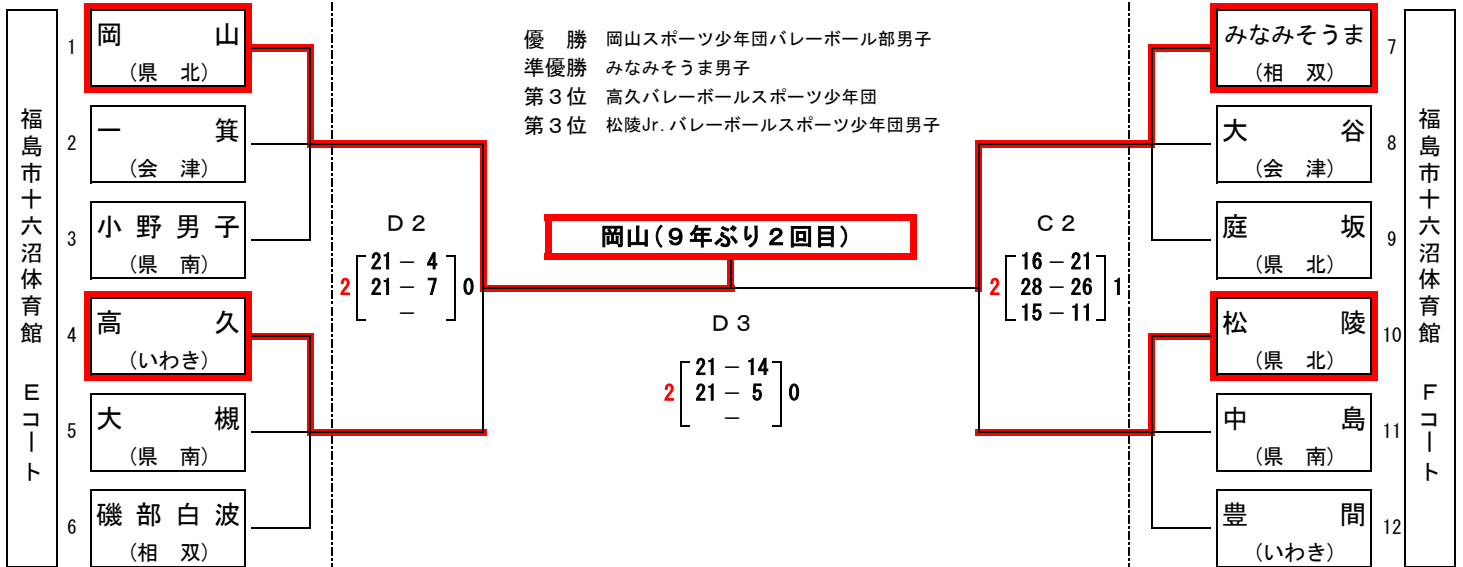 福島市十六沼体育館 Eコート
1
岡山
(県北)
2
一箕
(会津)
3
小野男子
(県南)
4
高久
(いわき)
5
大槻
(県南)
6
磯部白波
(相双)
優勝 岡山スポーツ少年団バレーボール部男子
準優勝 みなみそうま男子
第3位 高久バレーボールスポーツ少年団
第3位 松陵Jr.バレーボールスポーツ少年団男子
岡山(9年ぶり2回目)
D2
21 - 4
2 21 - 7 0
-
D3
21 - 14
2 21 - 5 0
-
C2
16 - 21
2 28 - 26 1
15 - 11
みなみそうま
(相双)
7
大谷
(会津)
8
庭坂
(県北)
9
松陵
(県北)
10
中島
(県南)
11
豊間
(いわき)
12
福島市十六沼体育館 Fコート